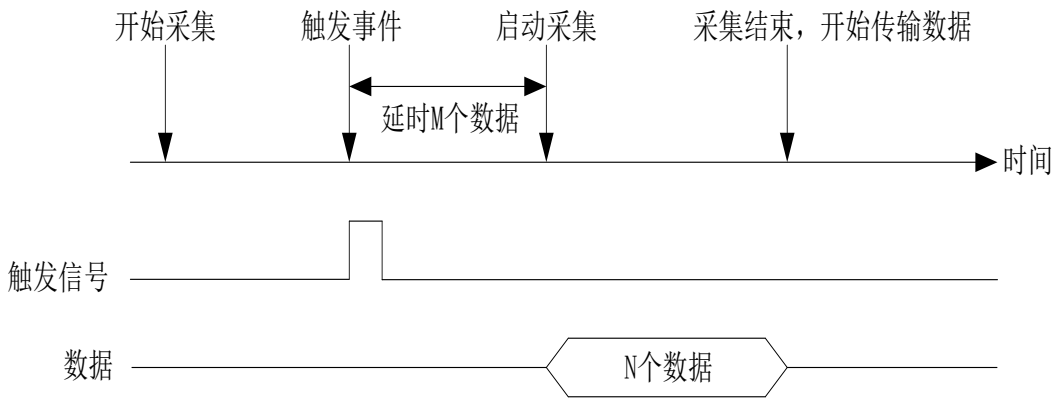 开始采集
触发事件
启动采集
采集结束，开始传输数据
延时M个数据
时间
触发信号
数据
N个数据